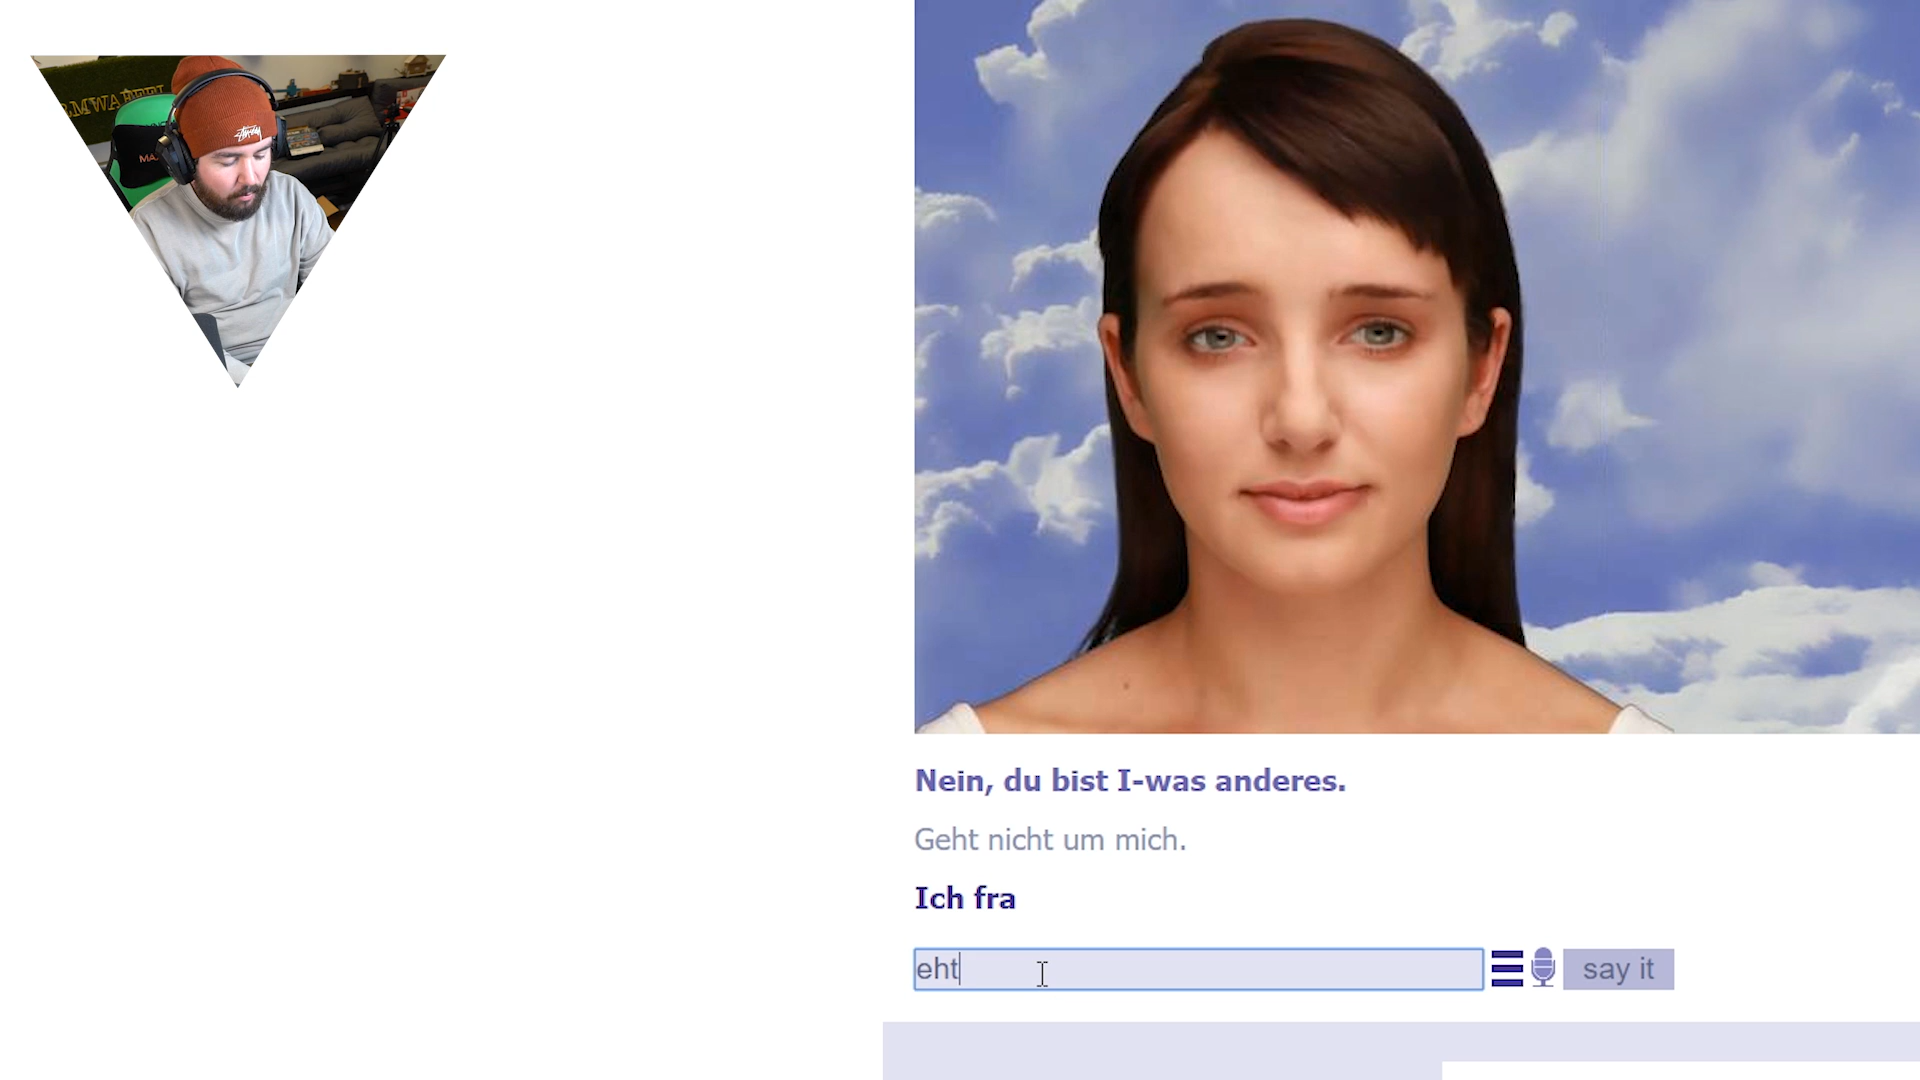 Nein, du bist I-was anderes.
Geht nicht um mich.
Ich fra
eht
say it